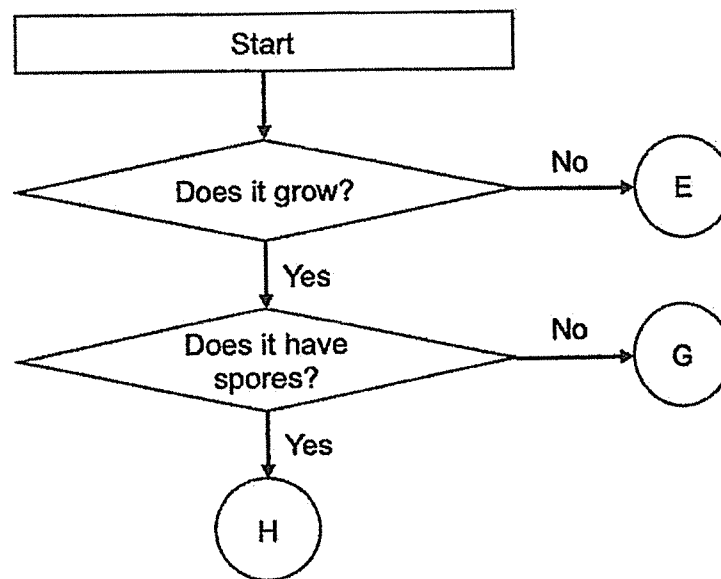 Start
Does it grow?
No
E
Yes
Does it have
spores?
No
G
Yes
H